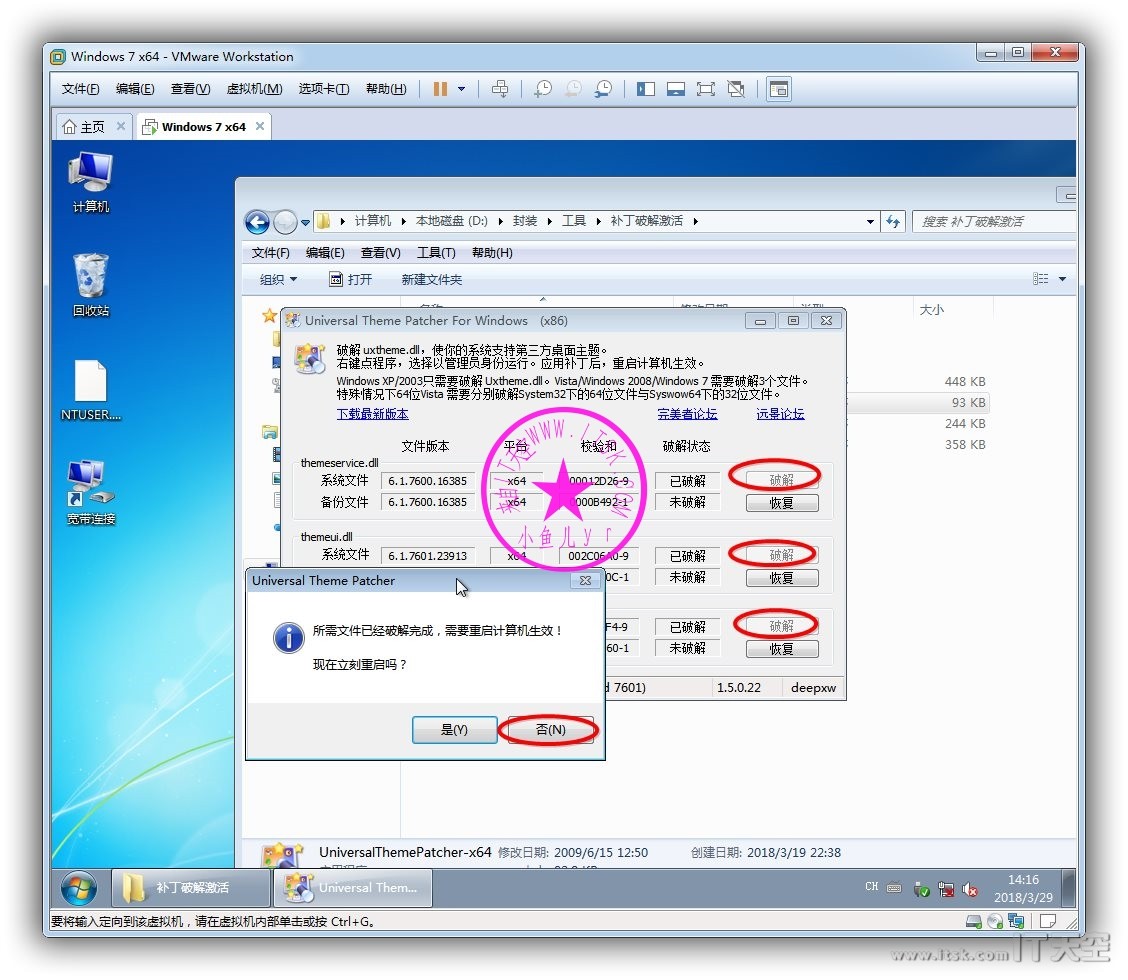 Windows 7 x64 - VMware Workstation
文件(F) 编辑(E) 查看(V) 虚拟机(M) 选项卡(T) 帮助(H)
主页 Windows 7 x64
计算机
回收站
NTUSER....
宽带连接
计算机 本地磁盘 (D:) 封装 工具 补丁破解激活
搜索 补丁破解激活
文件(F) 编辑(E) 查看(V) 工具(T) 帮助(H)
组织 打开 新建文件夹
大小
448 KB
93 KB
244 KB
358 KB
Universal Theme Patcher For Windows (x86)
破解 uxtheme.dll，使你的系统支持第三方桌面主题。
右键点程序，选择以管理员身份运行。应用补丁后，重启计算机生效。
Windows XP/2003只需要破解 Uxtheme.dll。Vista/Windows 2008/Windows 7 需要破解3个文件。
特殊情况下64位Vista 需要分别破解System32下的64位文件与Syswow64下的32位文件。
下载最新版本 完美者论坛 远景论坛
文件版本 平台 校验和 破解状态
themeservice.dll
系统文件 6.1.7600.16385 x64 00012D26-9 已破解 破解
备份文件 6.1.7600.16385 x64 0000B492-1 未破解 恢复
themeui.dll
系统文件 6.1.7601.23913 x64 002C06A0-9 已破解 破解
0C-1 未破解 恢复
F4-9 已破解 破解
60-1 未破解 恢复
d 7601) 1.5.0.22 deepxw
WWW.ITSK.COM
小鱼儿yr
Universal Theme Patcher
所需文件已经破解完成，需要重启计算机生效！
现在立刻重启吗？
是(Y) 否(N)
UniversalThemePatcher-x64 修改日期: 2009/6/15 12:50 创建日期: 2018/3/19 22:38
补丁破解激活 Universal Them... CH 14:16
2018/3/29
要将输入定向到该虚拟机，请在虚拟机内部单击或按 Ctrl+G。
www.itsk.com IT天空